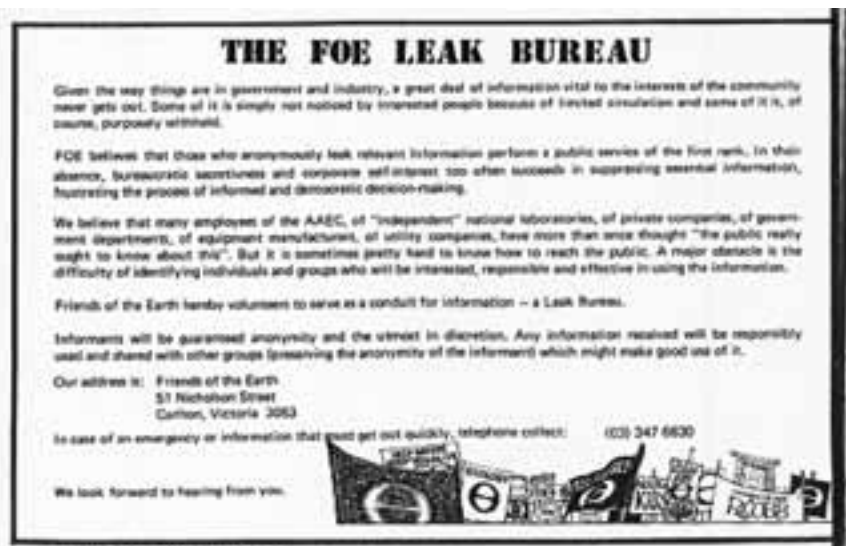 THE FOE LEAK BUREAU
Given the way things are in government and industry, a great deal of information vital to the interests of the community
never gets out. Some of it is simply not noticed by interested people because of limited circulation and some of it is, of
course, purposely withheld.
FOE believes that those who anonymously leak relevant information perform a public service of the first rank. In their
absence, bureaucratic secretiveness and corporate self-interest too often succeeds in suppressing essential information,
frustrating the process of informed and democratic decision-making.
We believe that many employees of the AAEC, of "independent" national laboratories, of private companies, of govern-
ment departments, of equipment manufacturers, of utility companies, have more than once thought "the public really
ought to know about this". But it is sometimes pretty hard to know how to reach the public. A major obstacle is the
difficulty of identifying individuals and groups who will be interested, responsible and effective in using the information.
Friends of the Earth hereby volunteers to serve as a conduit for information — a Leak Bureau.
Informants will be guaranteed anonymity and the utmost in discretion. Any information received will be responsibly
used and shared with other groups (preserving the anonymity of the informant) which might make good use of it.
Our address is: Friends of the Earth
51 Nicholson Street
Carlton, Victoria 3053
In case of an emergency or information that must get out quickly, telephone collect: (03) 347 6630
We look forward to hearing from you.